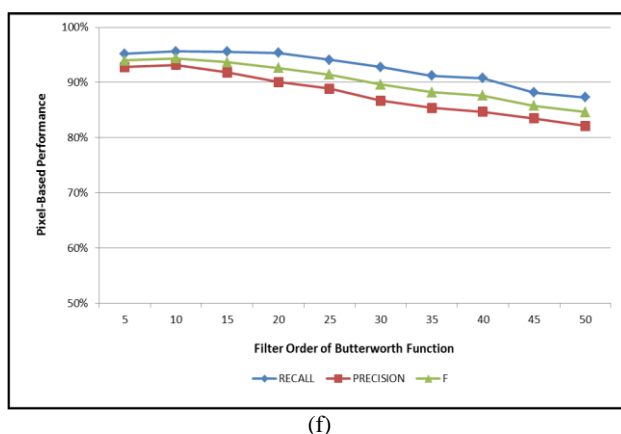 100%
90%
80%
70%
60%
50%
Pixel-Based Performance
5 10 15 20 25 30 35 40 45 50
Filter Order of Butterworth Function
RECALL PRECISION F
(f)